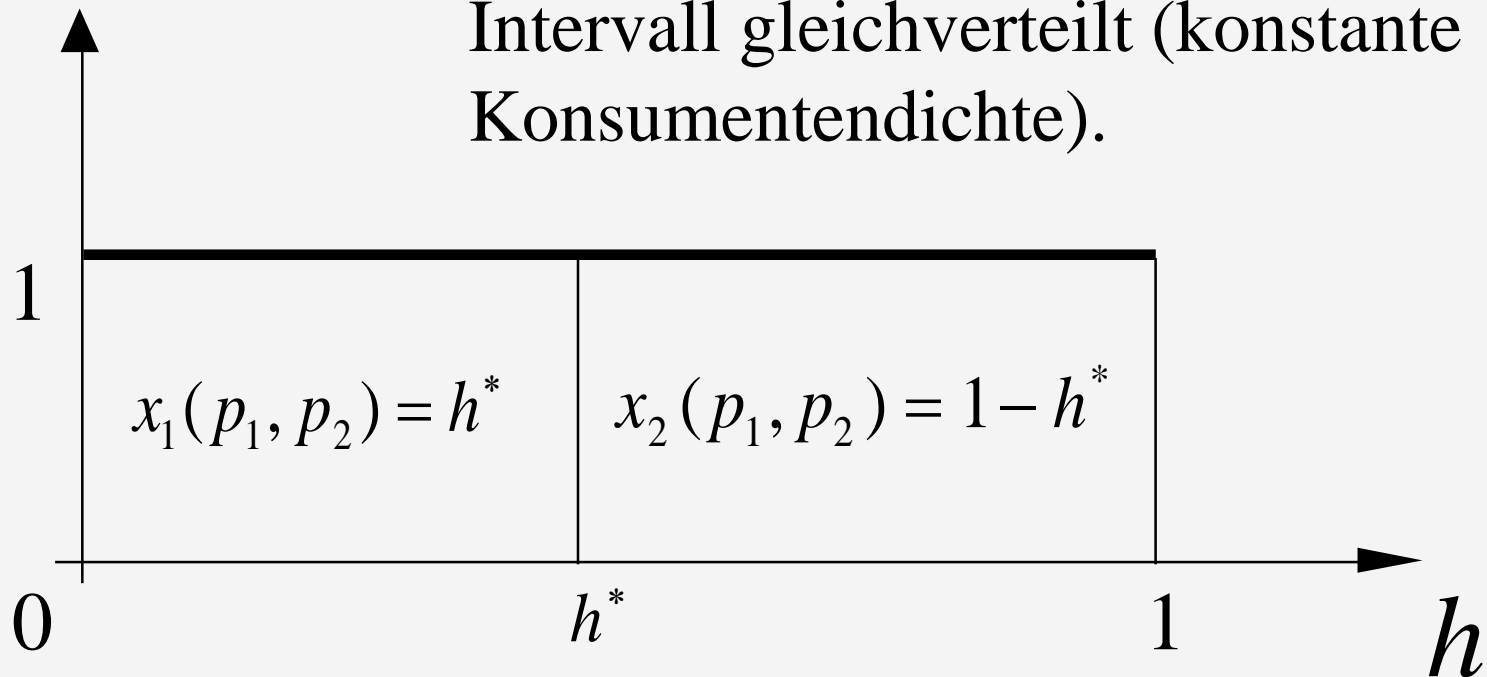 Intervall gleichverteilt (konstante
Konsumentendichte).
1
x₁(p₁, p₂) = h* x₂(p₁, p₂) = 1 − h*
0 h* 1 h